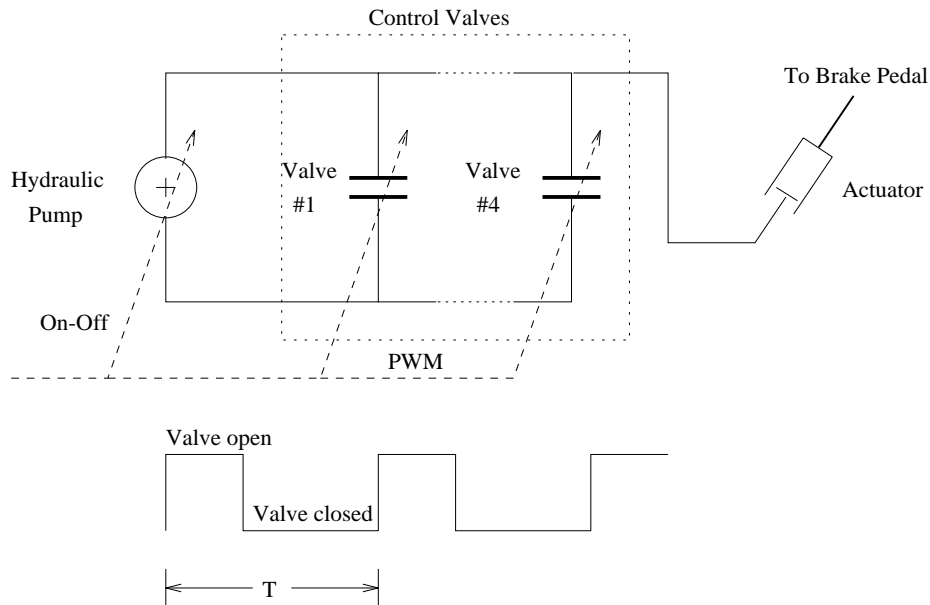 Control Valves
To Brake Pedal
Hydraulic
Pump
Valve
#1
Valve
#4
Actuator
On-Off
PWM
Valve open
Valve closed
T